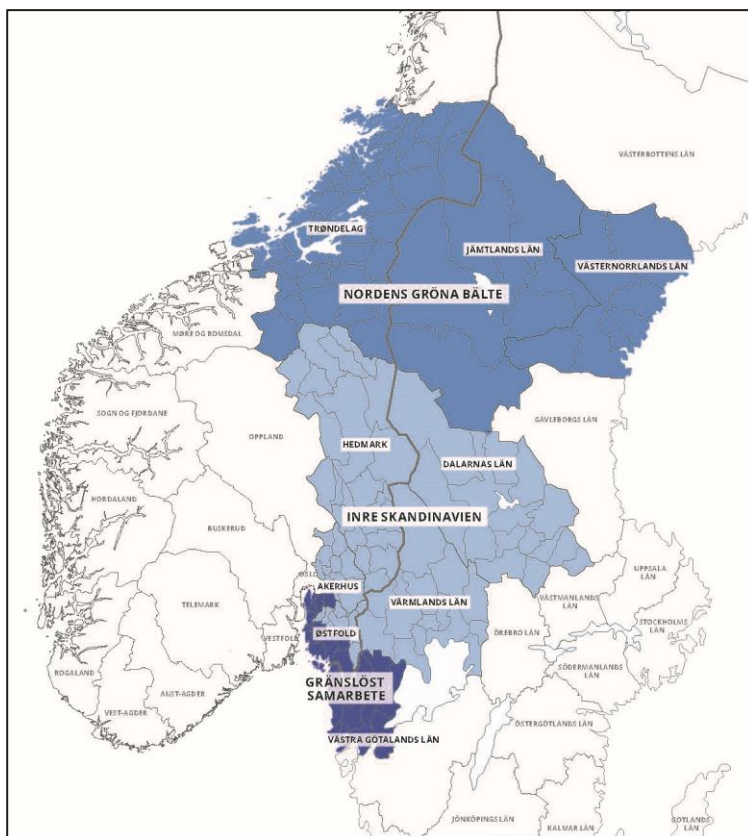 VÄSTERBOTTENS LÄN
TRØNDELAG
JÄMTLANDS LÄN
VÄSTERNORRLANDS LÄN
NORDENS GRÖNA BÄLTE
MØRE OG ROMSDAL
SOGN OG FJORDANE
OPPLAND
HEDMARK
GÄVLEBORGS LÄN
DALARNAS LÄN
HORDALAND
BUSKERUD
INRE SKANDINAVIEN
UPPSALA
LÄN
OSLO
AKERHUS
VÄRMLANDS LÄN
VÄSTMANLANDS
LÄN
TELEMARK
VESTFOLD
ØSTFOLD
ÖREBRO LÄN
STOCKHOLMS
LÄN
ROGALAND
AUST-AGDER
VEST-AGDER
GRÄNSLÖST
SAMARBETE
SÖDERMANLANDS
LÄN
ÖSTERGÖTLANDS LÄN
VÄSTRA GÖTALANDS LÄN
JÖNKÖPINGS LÄN
KALMAR LÄN
GOTLANDS
LÄN